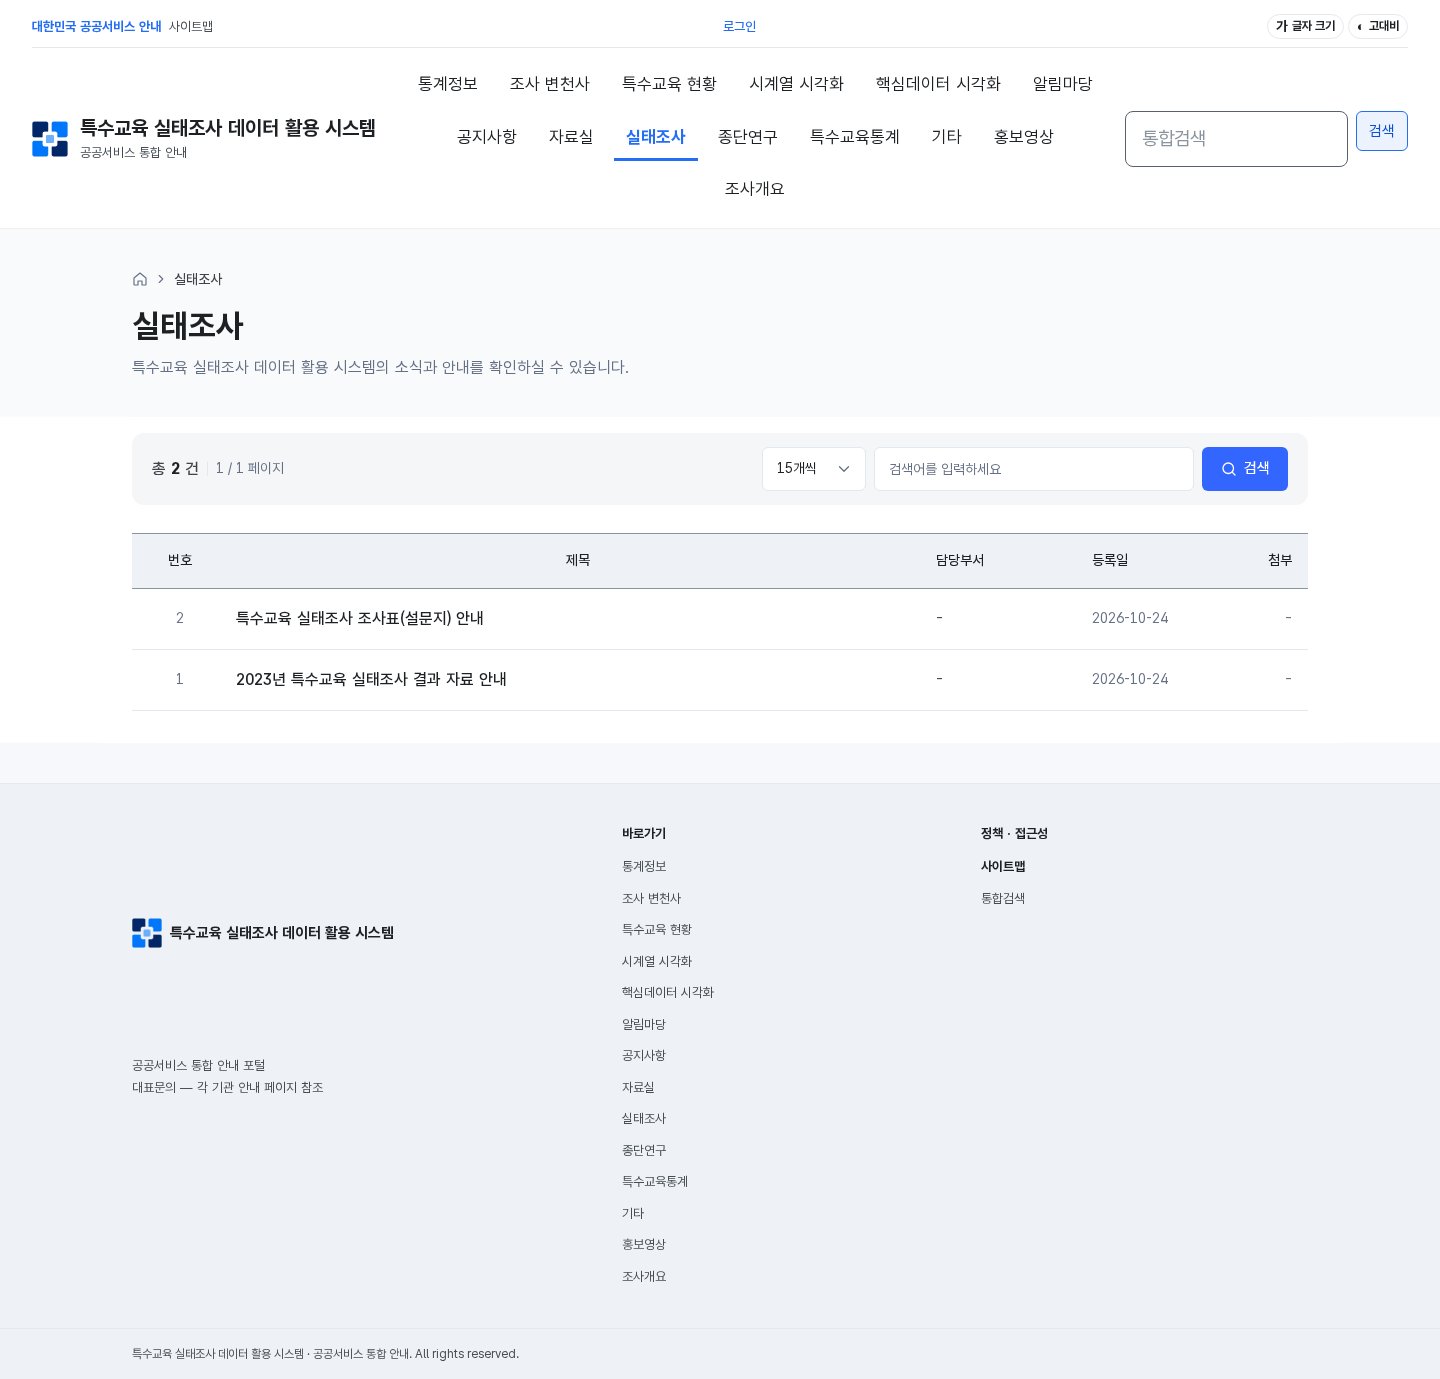 대한민국 공공서비스 안내 사이트맵
로그인
가 글자 크기
고대비
특수교육 실태조사 데이터 활용 시스템
공공서비스 통합 안내
통계정보 조사 변천사 특수교육 현황 시계열 시각화 핵심데이터 시각화 알림마당
공지사항 자료실 실태조사 종단연구 특수교육통계 기타 홍보영상
조사개요
통합검색
검색
실태조사
실태조사
특수교육 실태조사 데이터 활용 시스템의 소식과 안내를 확인하실 수 있습니다.
총 2 건 1 / 1 페이지
15개씩
검색어를 입력하세요
검색
번호 제목 담당부서 등록일 첨부
2 특수교육 실태조사 조사표(설문지) 안내 - 2026-10-24 -
1 2023년 특수교육 실태조사 결과 자료 안내 - 2026-10-24 -
특수교육 실태조사 데이터 활용 시스템
공공서비스 통합 안내 포털
대표문의 — 각 기관 안내 페이지 참조
바로가기
통계정보
조사 변천사
특수교육 현황
시계열 시각화
핵심데이터 시각화
알림마당
공지사항
자료실
실태조사
종단연구
특수교육통계
기타
홍보영상
조사개요
정책 · 접근성
사이트맵
통합검색
특수교육 실태조사 데이터 활용 시스템 · 공공서비스 통합 안내. All rights reserved.